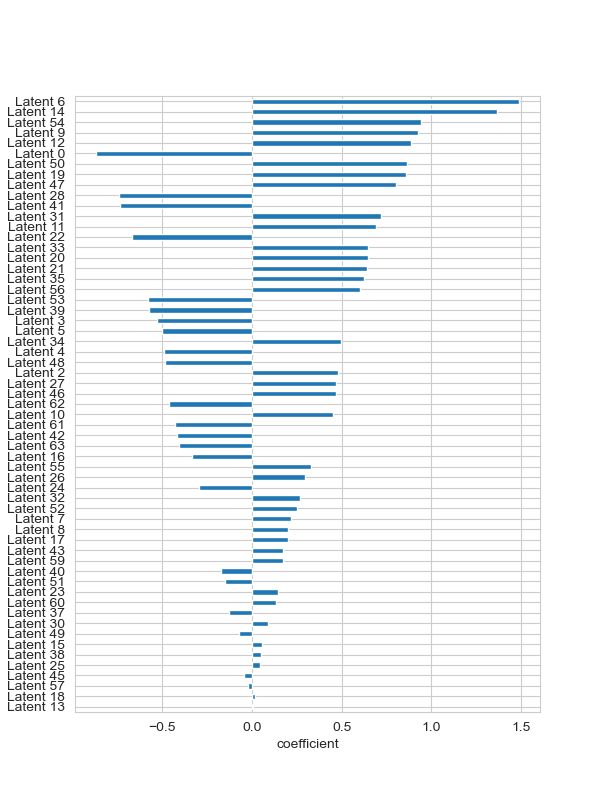 Latent 6
Latent 14
Latent 54
Latent 9
Latent 12
Latent 0
Latent 50
Latent 19
Latent 47
Latent 28
Latent 41
Latent 31
Latent 11
Latent 22
Latent 33
Latent 20
Latent 21
Latent 35
Latent 56
Latent 53
Latent 39
Latent 3
Latent 5
Latent 34
Latent 4
Latent 48
Latent 2
Latent 27
Latent 46
Latent 62
Latent 10
Latent 61
Latent 42
Latent 63
Latent 16
Latent 55
Latent 26
Latent 24
Latent 32
Latent 52
Latent 7
Latent 8
Latent 17
Latent 43
Latent 59
Latent 40
Latent 51
Latent 23
Latent 60
Latent 37
Latent 30
Latent 49
Latent 15
Latent 38
Latent 25
Latent 45
Latent 57
Latent 18
Latent 13
−0.5 0.0 0.5 1.0 1.5
coefficient